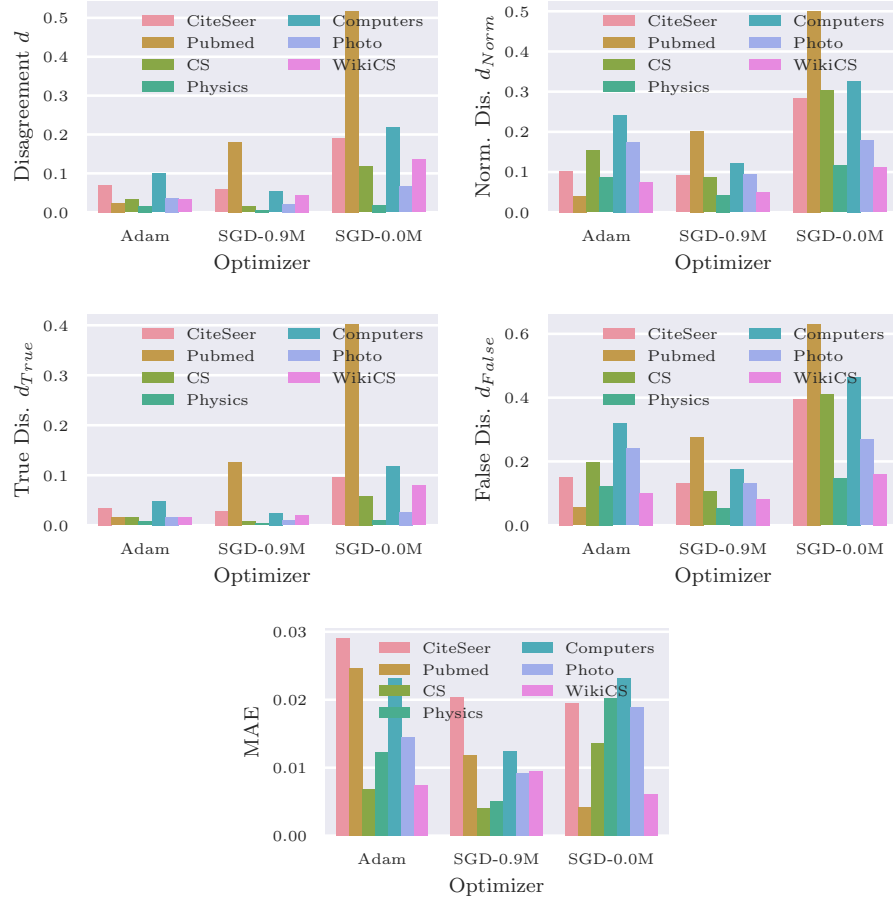 Disagreement d
0.5
0.4
0.3
0.2
0.1
0.0
CiteSeer
Pubmed
CS
Physics
Computers
Photo
WikiCS
Adam
SGD-0.9M
SGD-0.0M
Optimizer
Norm. Dis. d_Norm
0.5
0.4
0.3
0.2
0.1
0.0
CiteSeer
Pubmed
CS
Physics
Computers
Photo
WikiCS
Adam
SGD-0.9M
SGD-0.0M
Optimizer
True Dis. d_True
0.4
0.3
0.2
0.1
0.0
CiteSeer
Pubmed
CS
Physics
Computers
Photo
WikiCS
Adam
SGD-0.9M
SGD-0.0M
Optimizer
False Dis. d_False
0.6
0.4
0.2
0.0
CiteSeer
Pubmed
CS
Physics
Computers
Photo
WikiCS
Adam
SGD-0.9M
SGD-0.0M
Optimizer
MAE
0.03
0.02
0.01
0.00
CiteSeer
Pubmed
CS
Physics
Computers
Photo
WikiCS
Adam
SGD-0.9M
SGD-0.0M
Optimizer